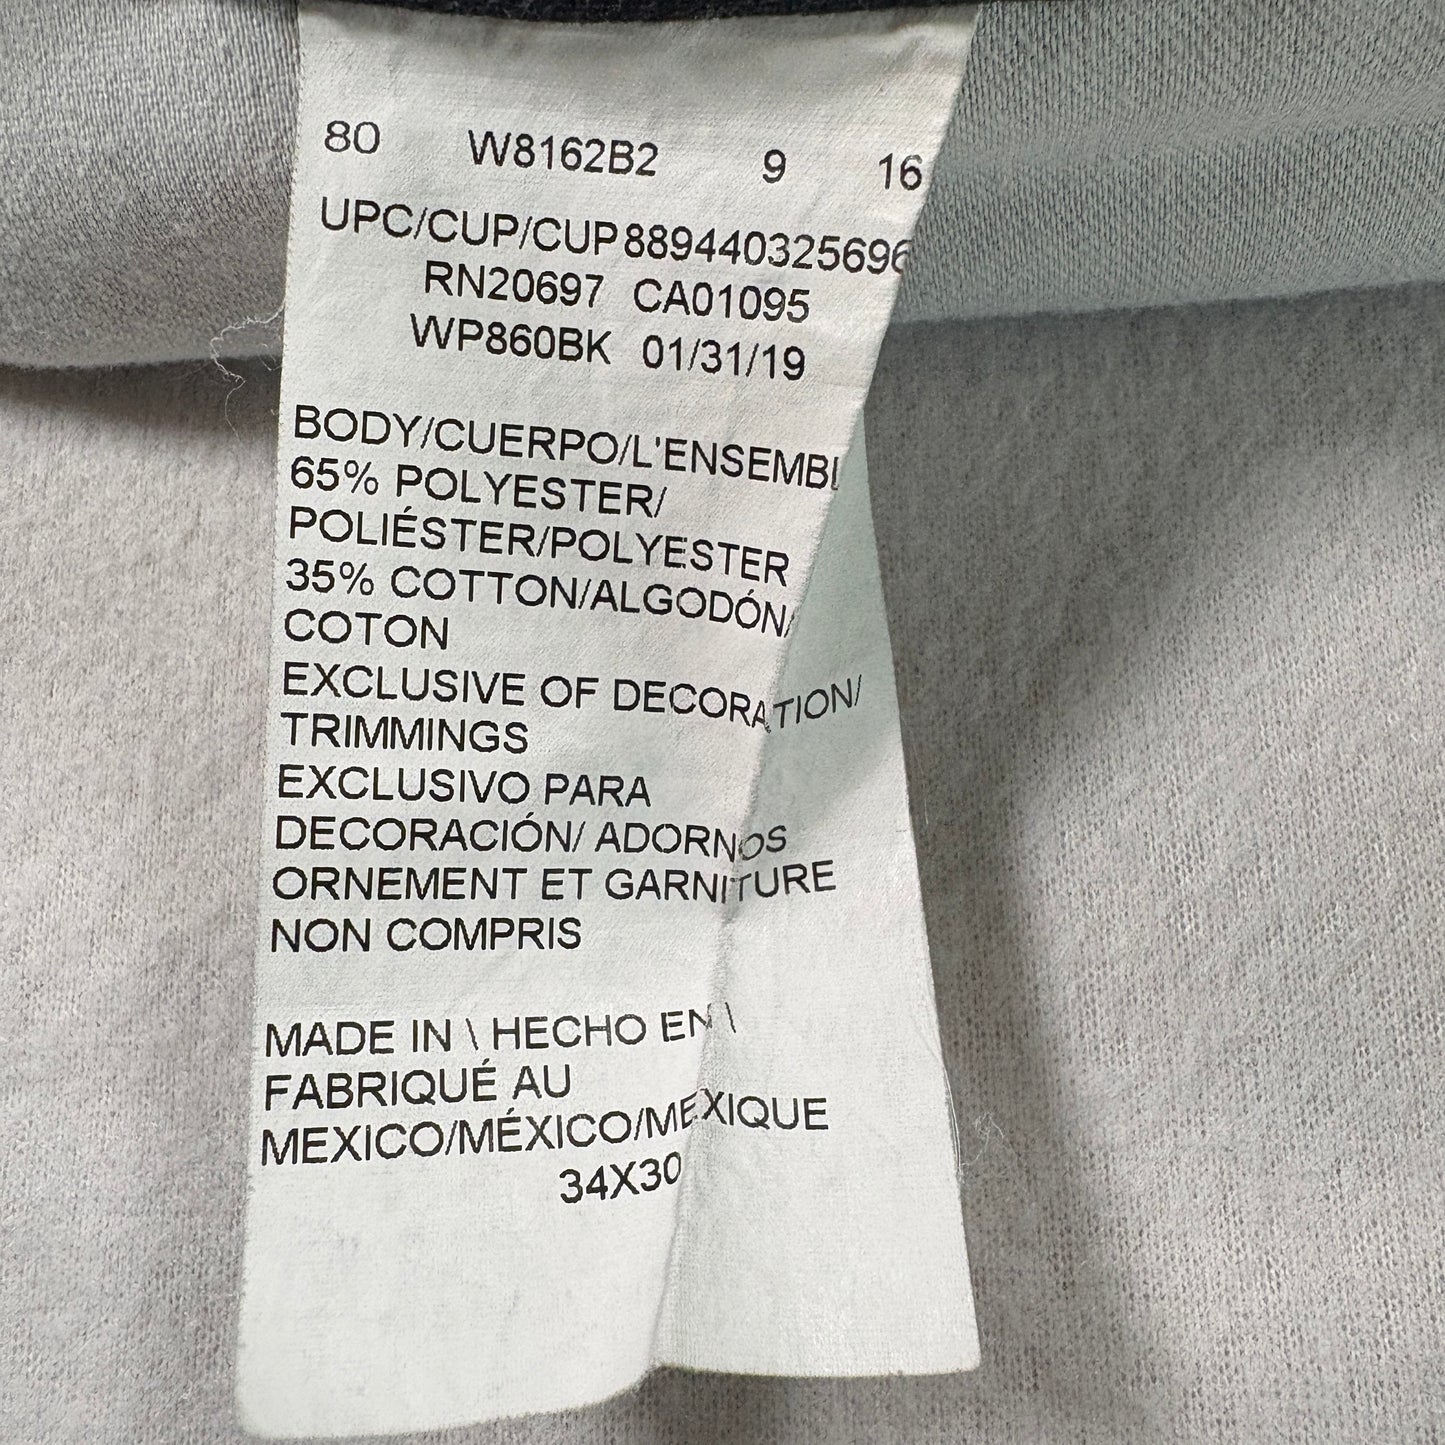 80 W8162B2 9 16
UPC/CUP/CUP889440325696
RN20697 CA01095
WP860BK 01/31/19
BODY/CUERPO/L'ENSEMBL
65% POLYESTER/
POLIÉSTER/POLYESTER
35% COTTON/ALGODÓN/
COTON
EXCLUSIVE OF DECORATION/
TRIMMINGS
EXCLUSIVO PARA
DECORACIÓN/ ADORNOS
ORNEMENT ET GARNITURE
NON COMPRIS
MADE IN \ HECHO EN \
FABRIQUÉ AU
MEXICO/MÉXICO/MEXIQUE
34X30